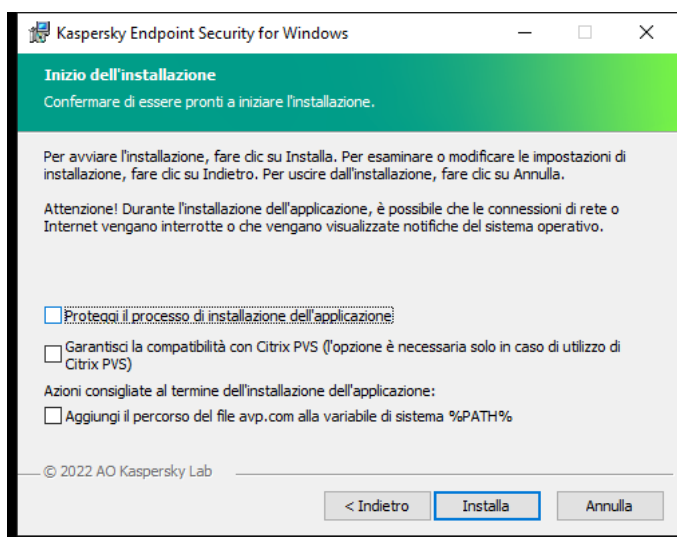 Kaspersky Endpoint Security for Windows
Inizio dell'installazione
Confermare di essere pronti a iniziare l'installazione.
Per avviare l'installazione, fare clic su Installa. Per esaminare o modificare le impostazioni di
installazione, fare clic su Indietro. Per uscire dall'installazione, fare clic su Annulla.
Attenzione! Durante l'installazione dell'applicazione, è possibile che le connessioni di rete o
Internet vengano interrotte o che vengano visualizzate notifiche del sistema operativo.
Proteggi il processo di installazione dell'applicazione
Garantisci la compatibilità con Citrix PVS (l'opzione è necessaria solo in caso di utilizzo di
Citrix PVS)
Azioni consigliate al termine dell'installazione dell'applicazione:
Aggiungi il percorso del file avp.com alla variabile di sistema %PATH%
© 2022 AO Kaspersky Lab
< Indietro Installa Annulla